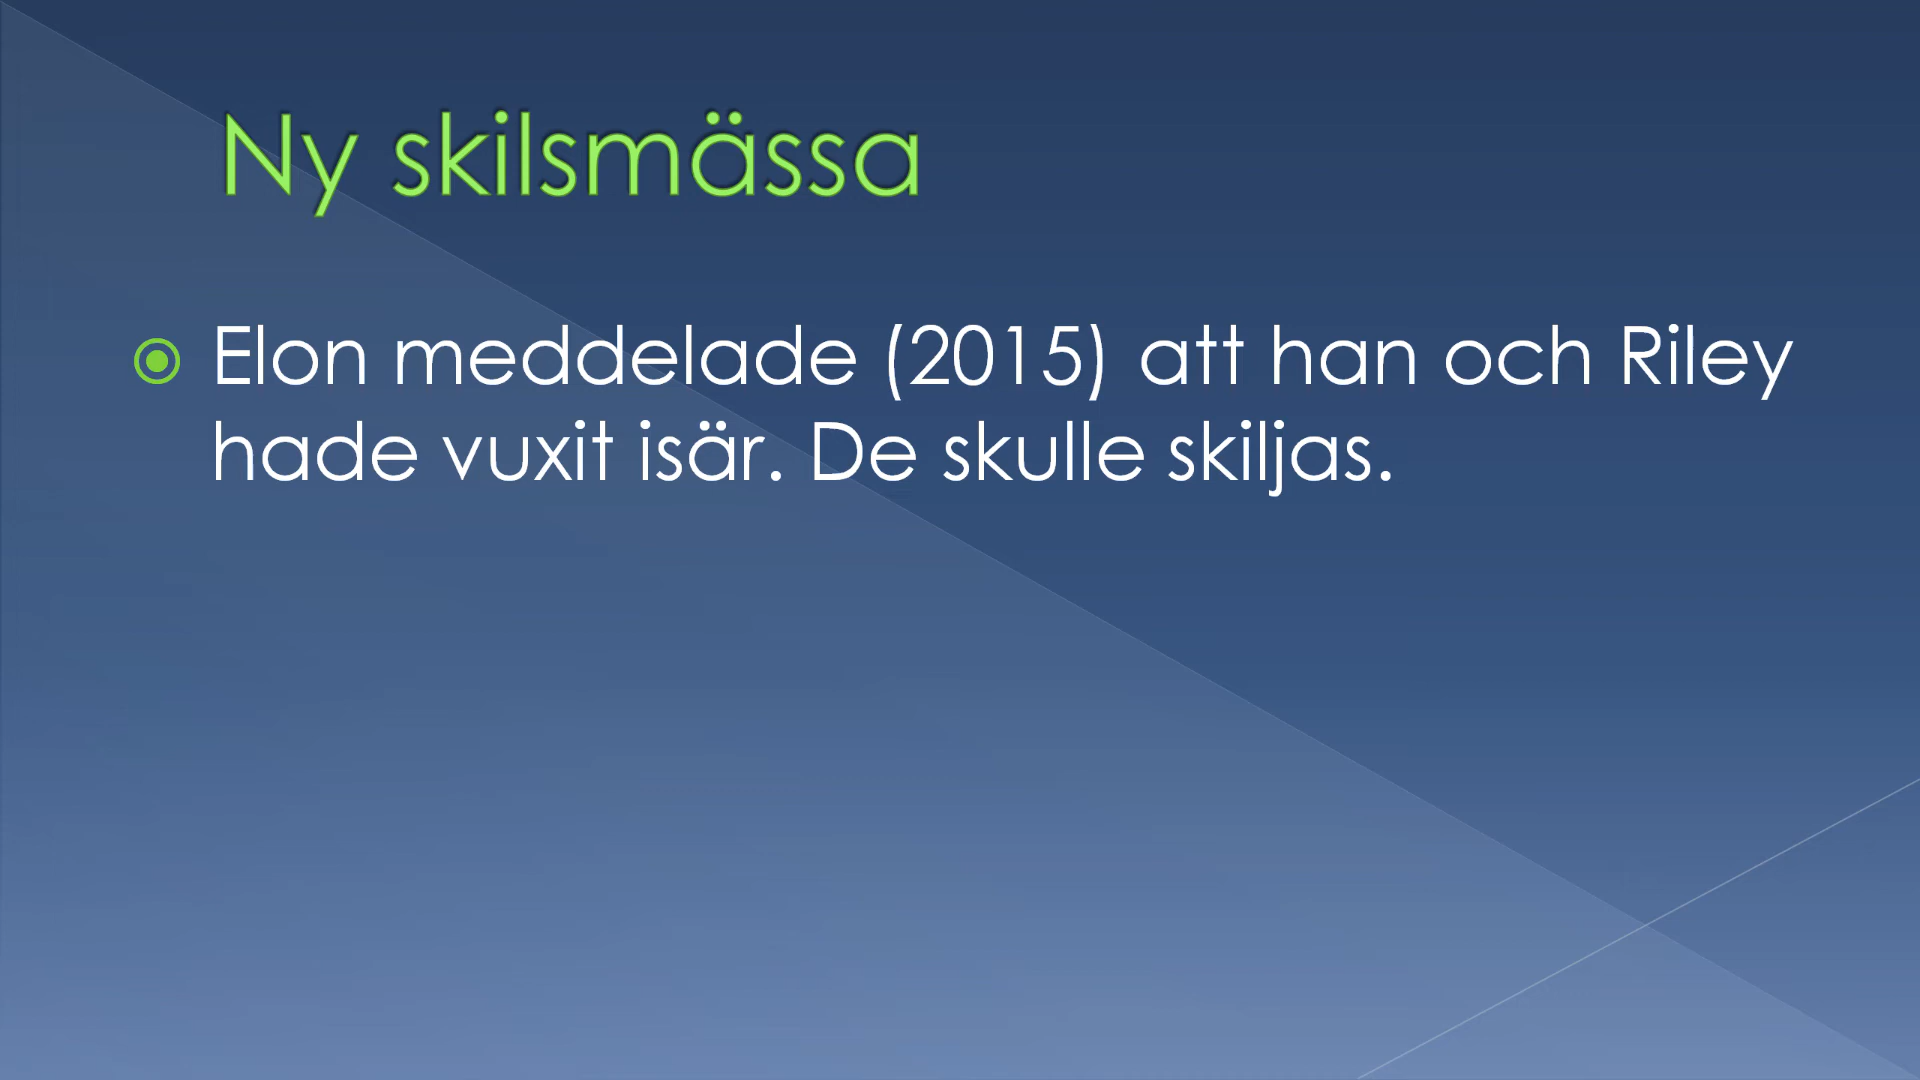 Ny skilsmässa
Elon meddelade (2015) att han och Riley
hade vuxit isär. De skulle skiljas.